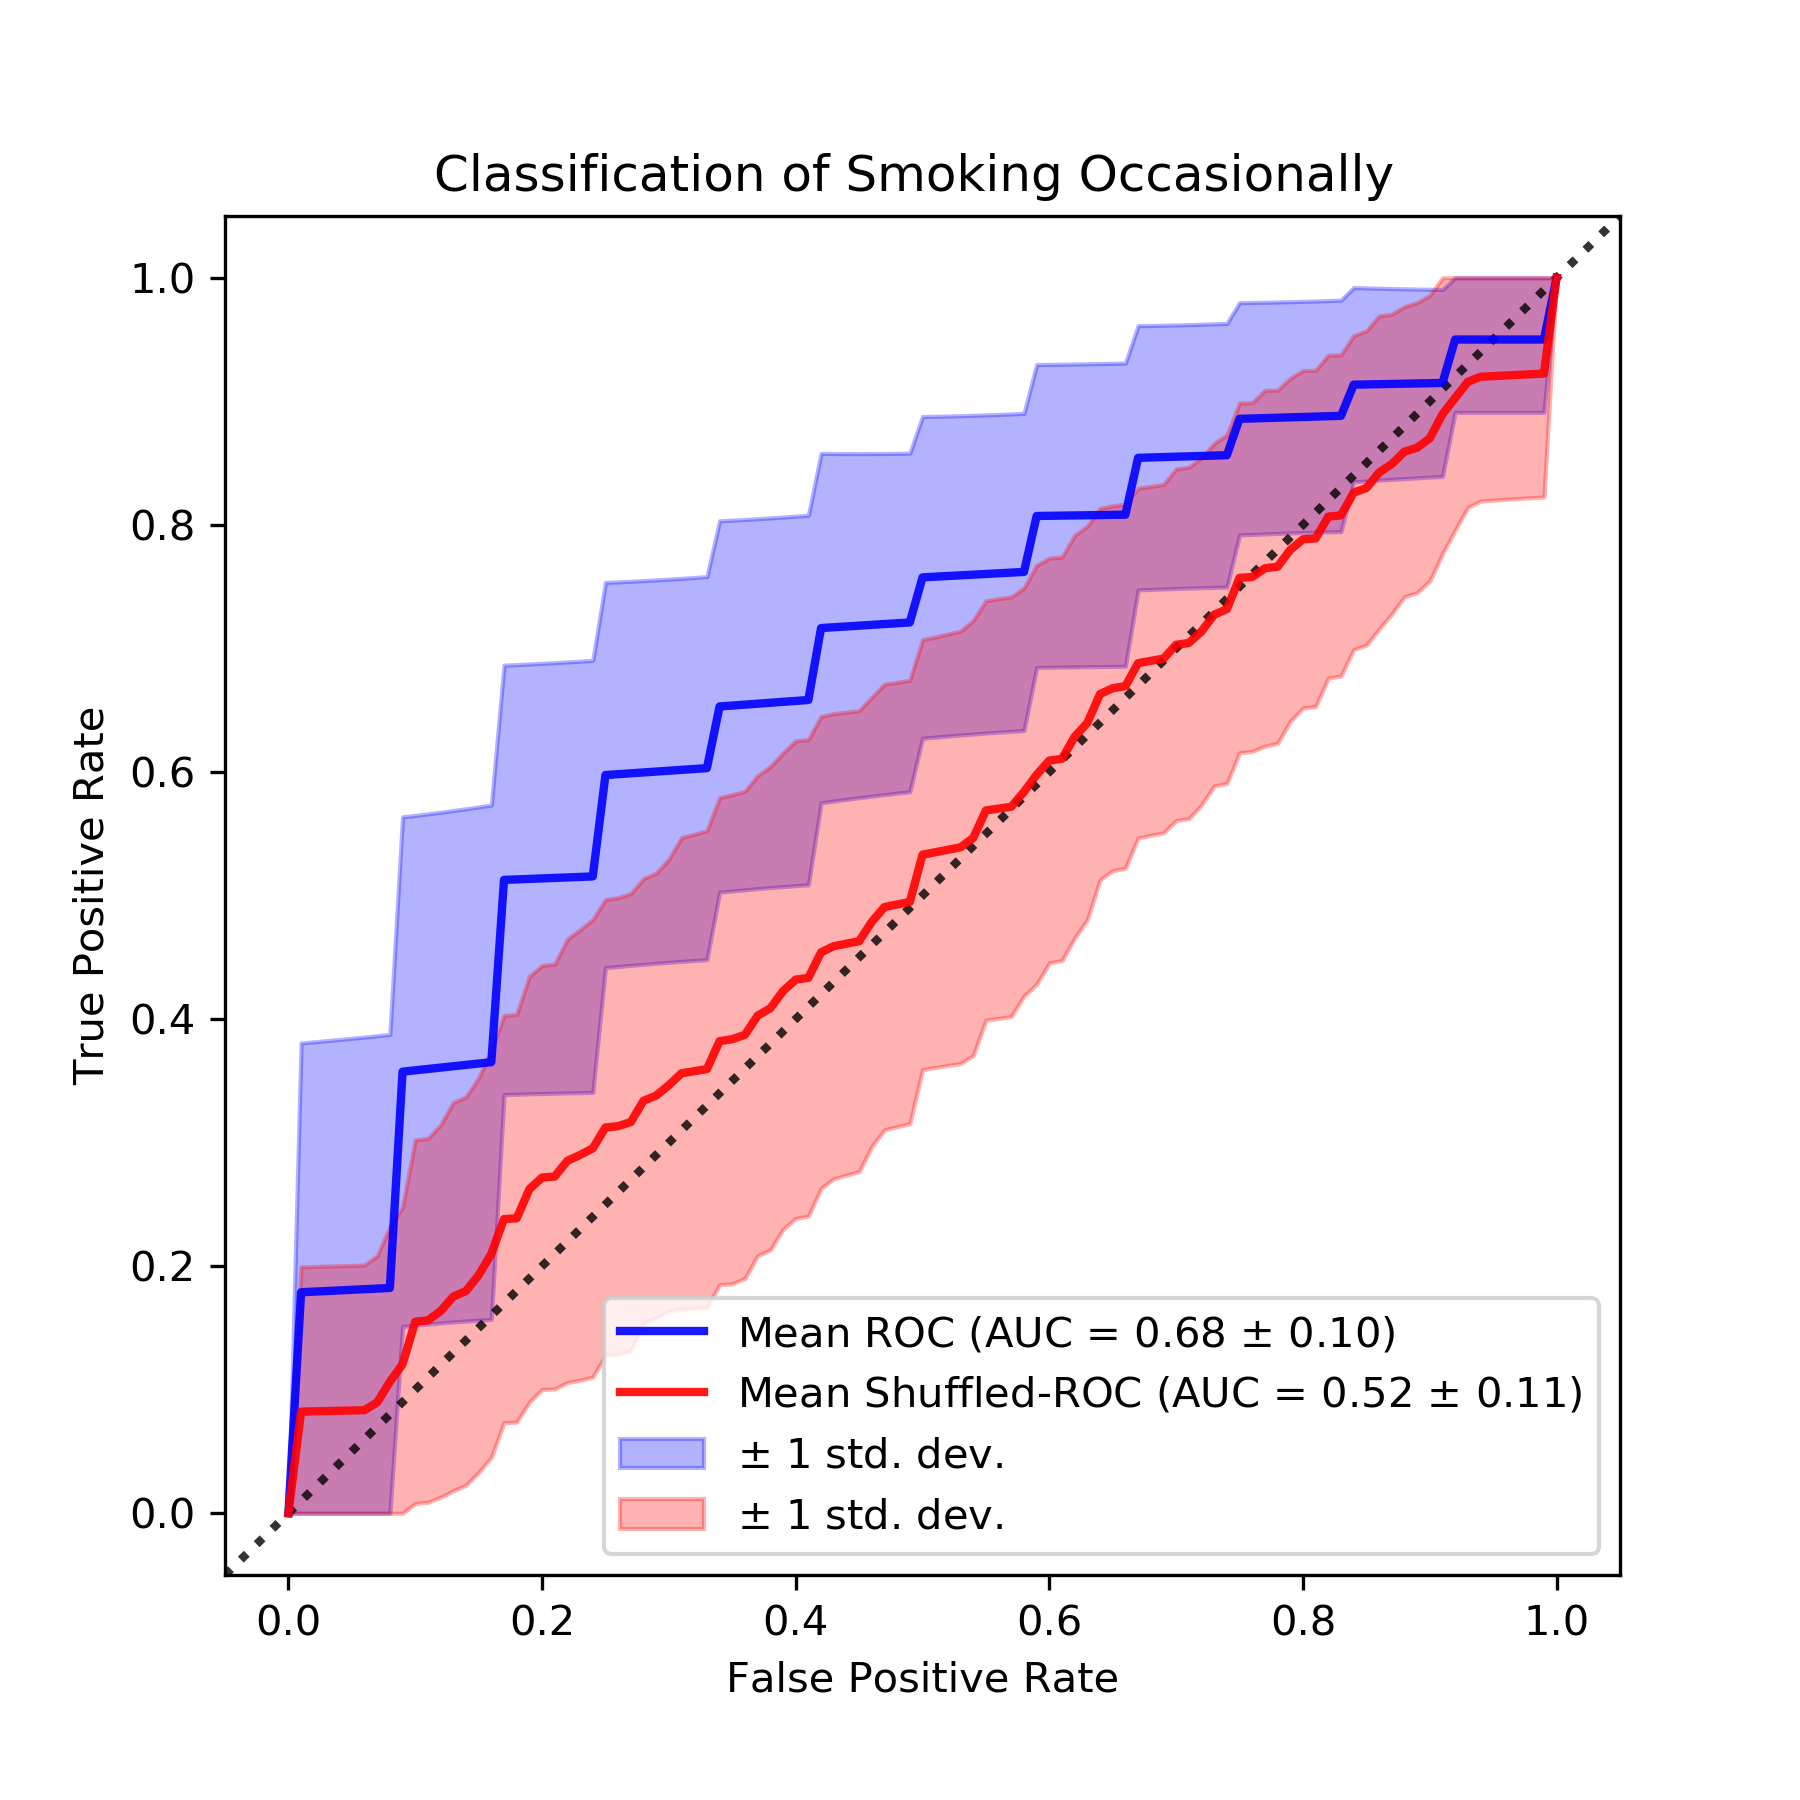 Classification of Smoking Occasionally
1.0
0.8
0.6
0.4
0.2
0.0
True Positive Rate
Mean ROC (AUC = 0.68 ± 0.10)
Mean Shuffled-ROC (AUC = 0.52 ± 0.11)
± 1 std. dev.
± 1 std. dev.
0.0 0.2 0.4 0.6 0.8 1.0
False Positive Rate